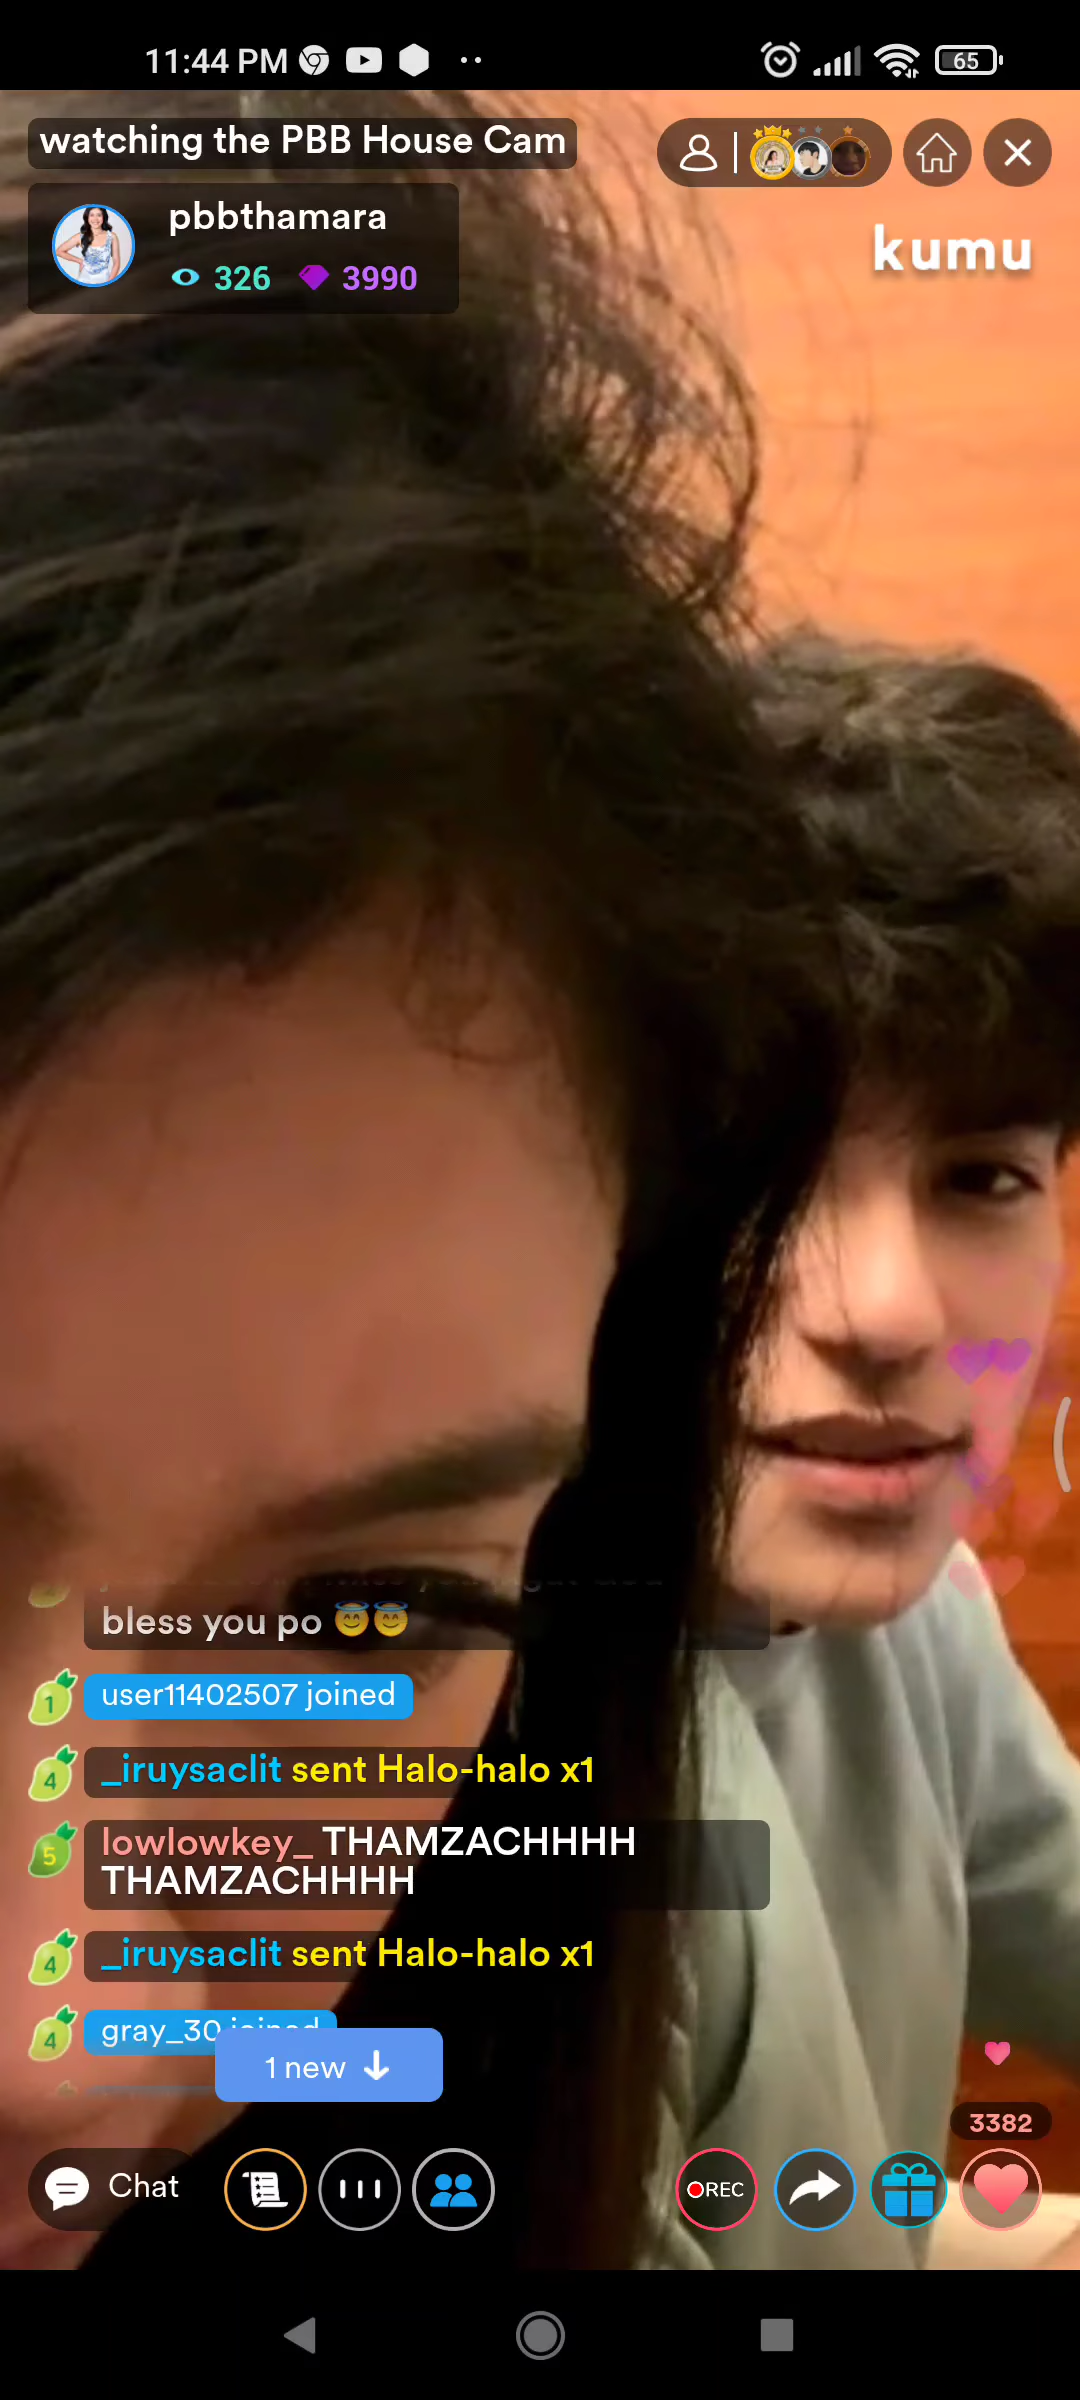 11:44 PM
65
watching the PBB House Cam
pbbthamara
326 3990
kumu
bless you po 😇😇
1 user11402507 joined
4 _iruysaclit sent Halo-halo x1
5 lowlowkey_ THAMZACHHHH
THAMZACHHHH
4 _iruysaclit sent Halo-halo x1
4 gray_30 joined
1 new
3382
Chat
REC